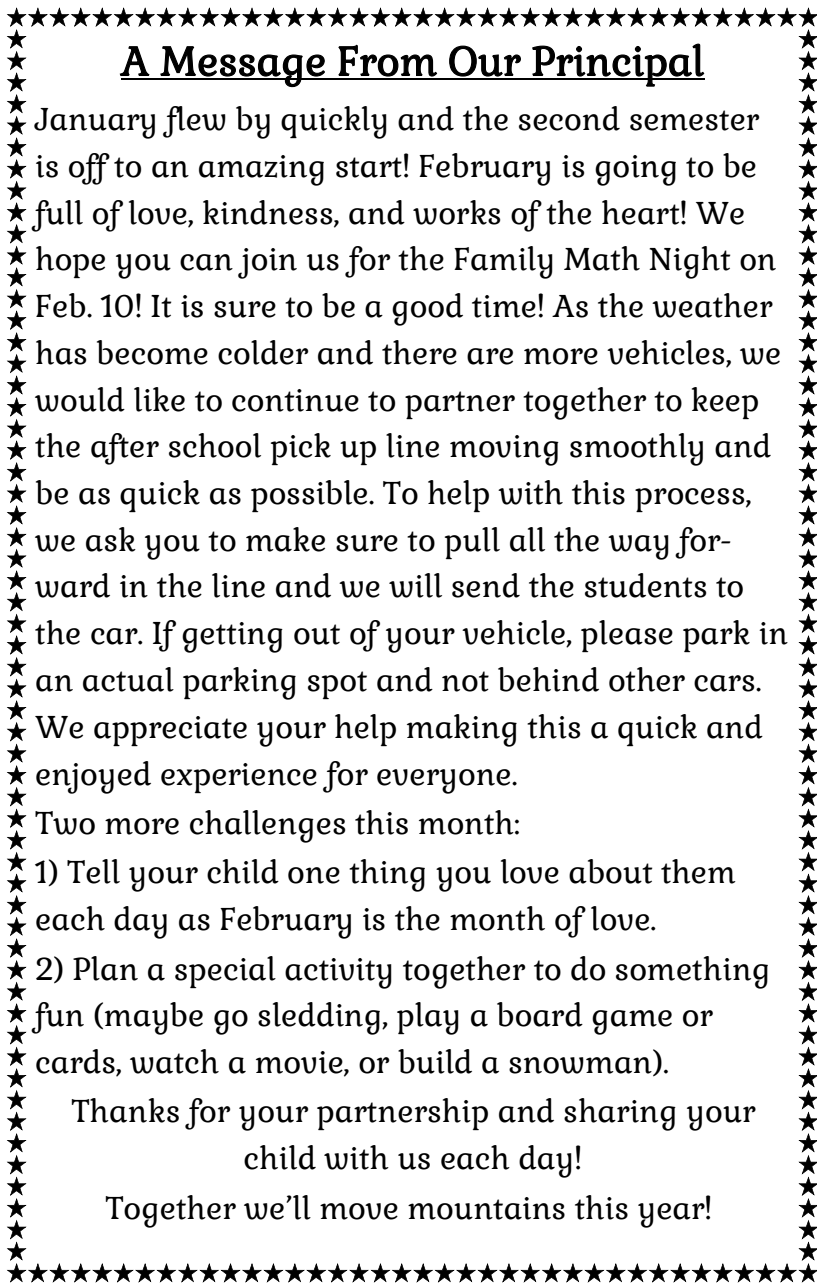 A Message From Our Principal
January flew by quickly and the second semester
is off to an amazing start! February is going to be
full of love, kindness, and works of the heart! We
hope you can join us for the Family Math Night on
Feb. 10! It is sure to be a good time! As the weather
has become colder and there are more vehicles, we
would like to continue to partner together to keep
the after school pick up line moving smoothly and
be as quick as possible. To help with this process,
we ask you to make sure to pull all the way for-
ward in the line and we will send the students to
the car. If getting out of your vehicle, please park in
an actual parking spot and not behind other cars.
We appreciate your help making this a quick and
enjoyed experience for everyone.
Two more challenges this month:
1) Tell your child one thing you love about them
each day as February is the month of love.
2) Plan a special activity together to do something
fun (maybe go sledding, play a board game or
cards, watch a movie, or build a snowman).
Thanks for your partnership and sharing your
child with us each day!
Together we’ll move mountains this year!